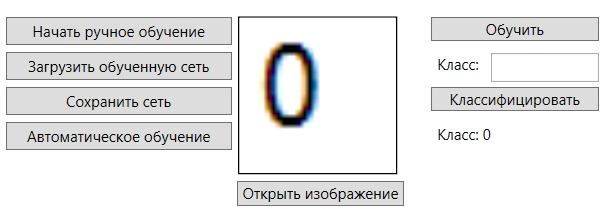 Начать ручное обучение
Загрузить обученную сеть
Сохранить сеть
Автоматическое обучение
0
Открыть изображение
Обучить
Класс:
Классифицировать
Класс: 0